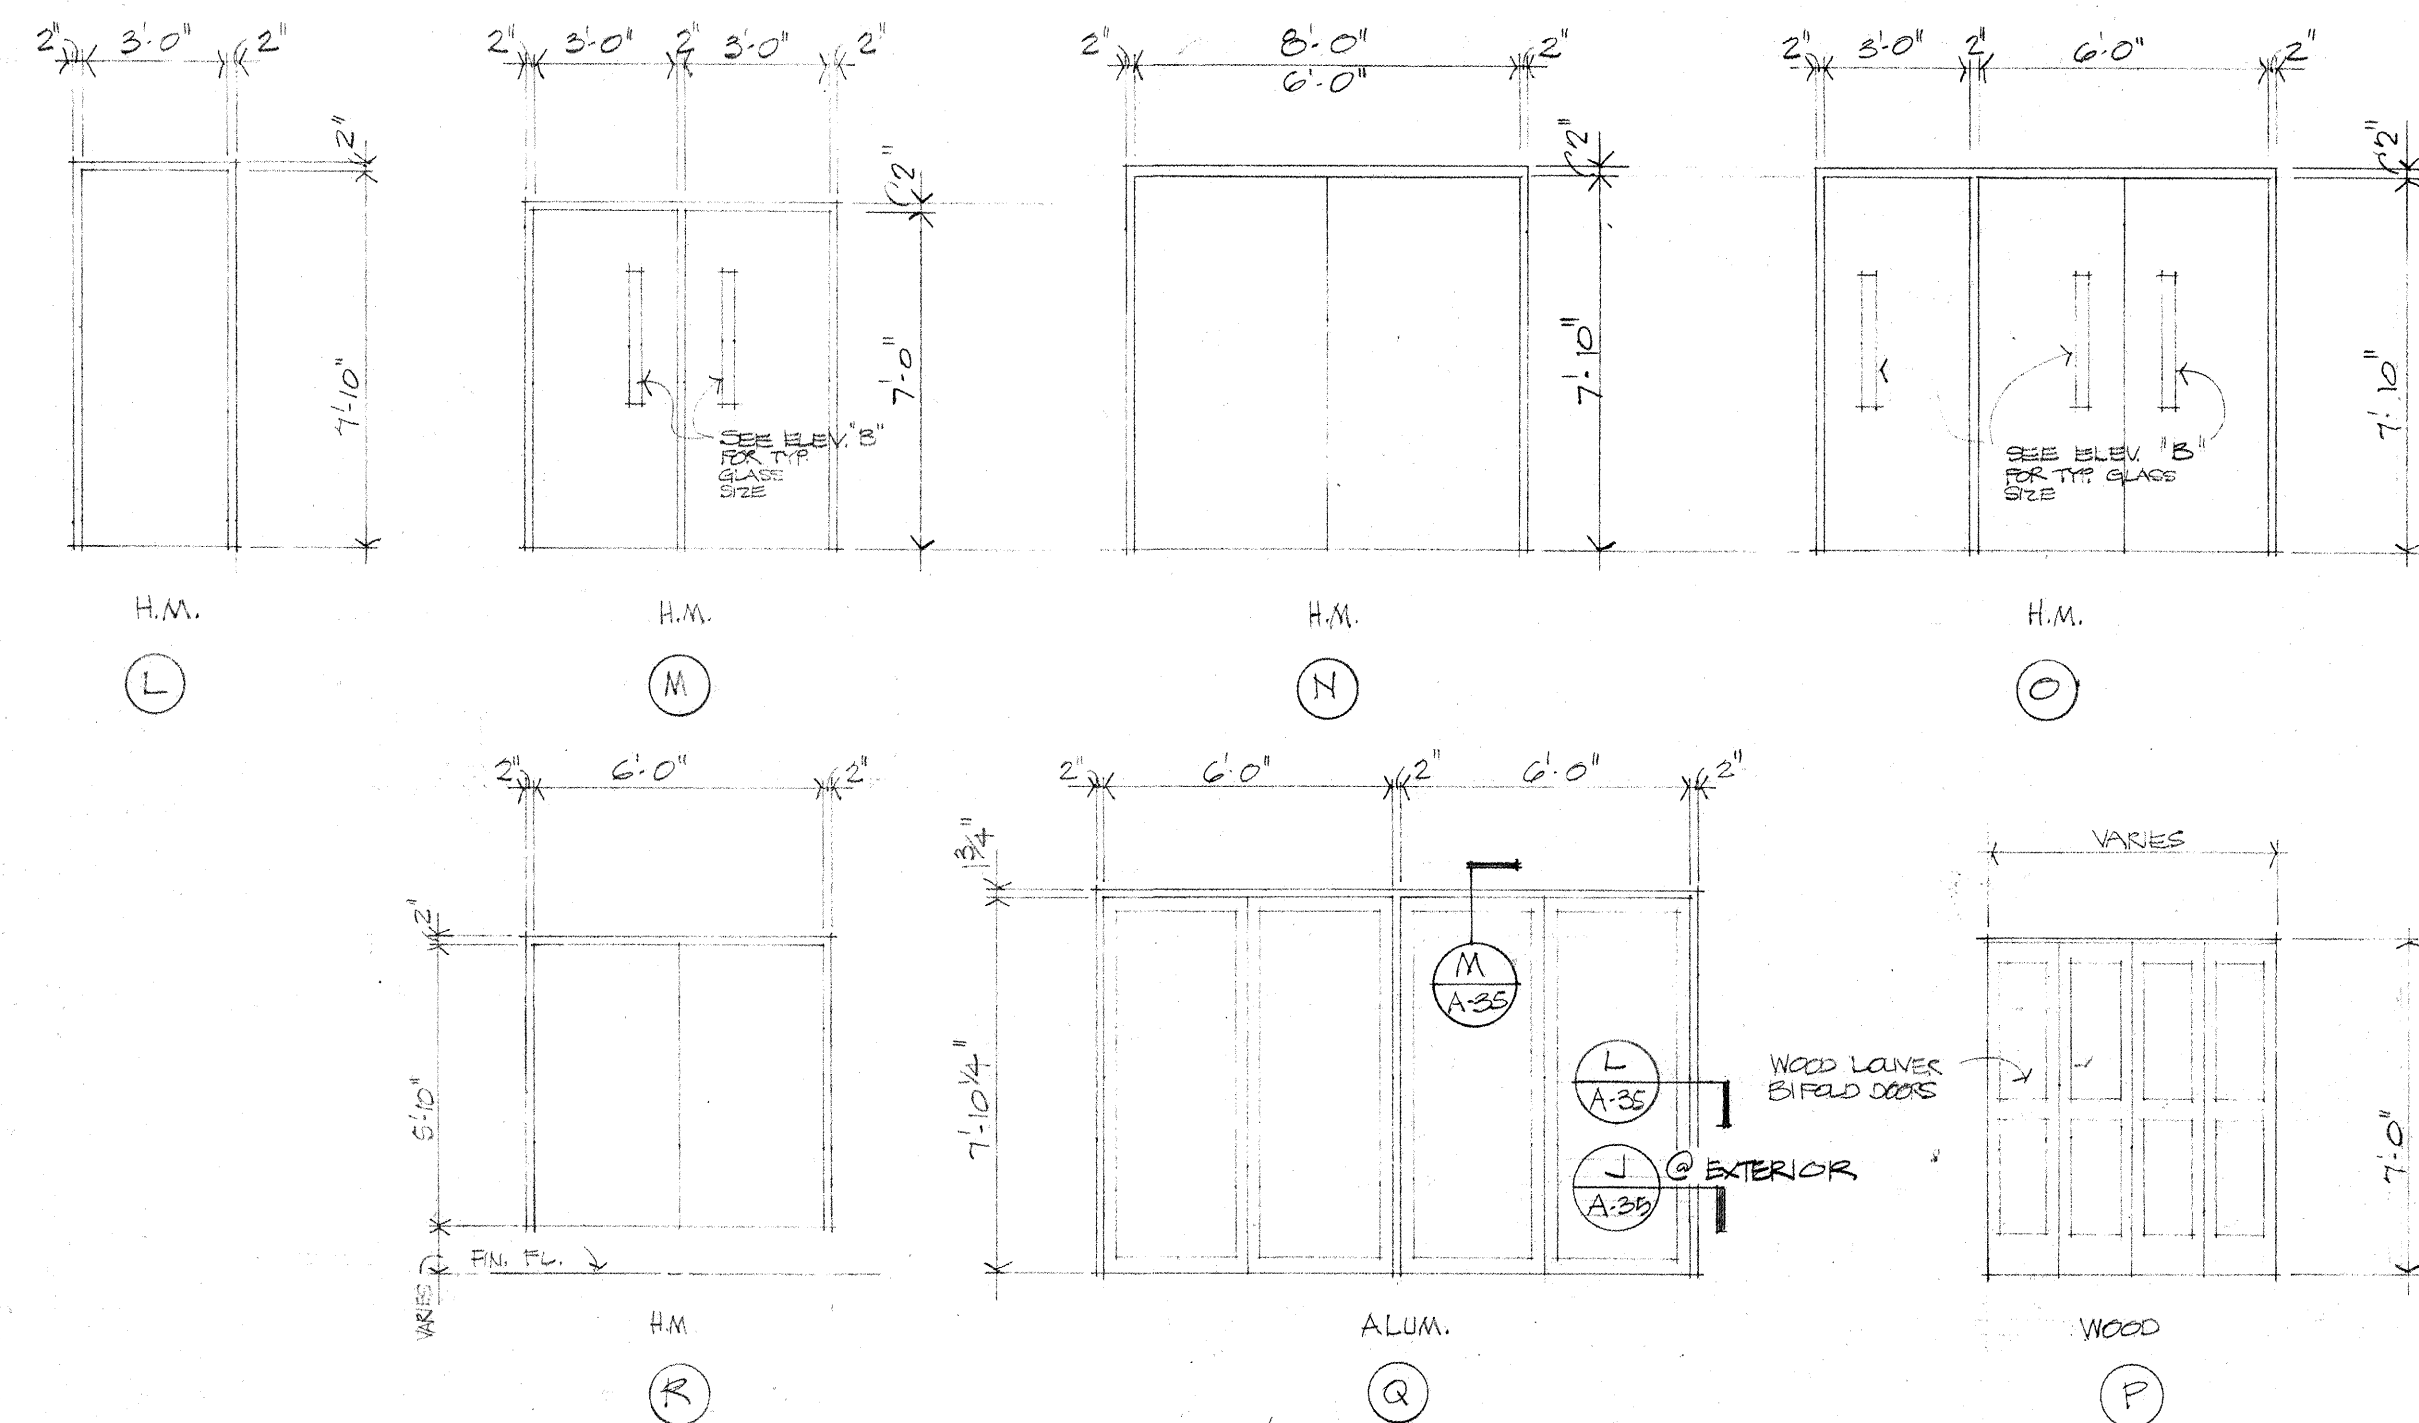 2" 3'-0" 2"
2"
7'-10"
H.M.
L
2" 3'-0" 2" 3'-0" 2"
2"
7'-0"
SEE ELEV. "B"
FOR TYP.
GLASS
SIZE
H.M.
M
2" 8'-0" 2"
6'-0"
2"
7'-10"
H.M.
N
2" 3'-0" 2" 6'-0" 2"
2"
7'-10"
SEE ELEV. "B"
FOR TYP. GLASS
SIZE
H.M.
O
2" 6'-0" 2"
2"
5'-10"
VARIES
FIN. FL.
H.M
R
2" 6'-0" 2" 6'-0" 2"
1 3/4"
7'-10 1/4"
M
A-35
L
A-35
J
A-35
@ EXTERIOR
ALUM.
Q
VARIES
WOOD LOUVER
BIFOLD DOORS
7'-0"
WOOD
P